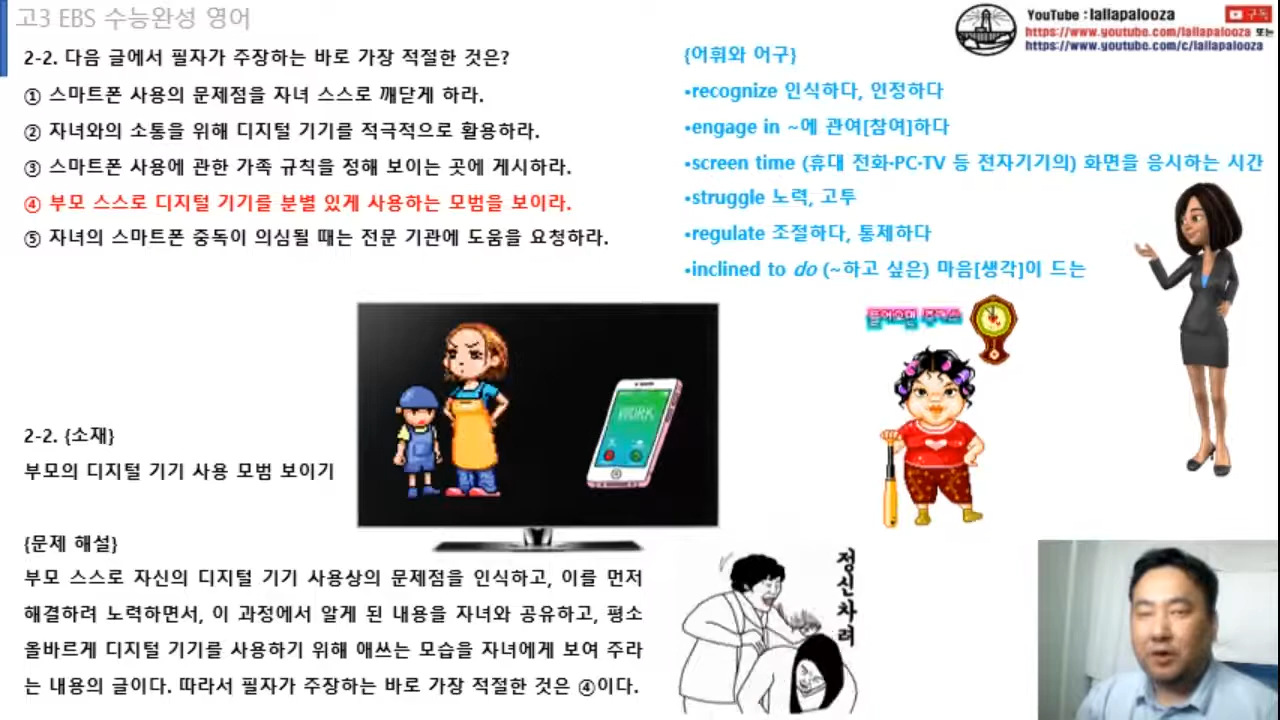 고3 EBS 수능완성 영어
YouTube : lallapalooza
구독
https://www.youtube.com/lallapalooza 또는
https://www.youtube.com/c/lallapalooza
2-2. 다음 글에서 필자가 주장하는 바로 가장 적절한 것은?
① 스마트폰 사용의 문제점을 자녀 스스로 깨닫게 하라.
② 자녀와의 소통을 위해 디지털 기기를 적극적으로 활용하라.
③ 스마트폰 사용에 관한 가족 규칙을 정해 보이는 곳에 게시하라.
④ 부모 스스로 디지털 기기를 분별 있게 사용하는 모범을 보이라.
⑤ 자녀의 스마트폰 중독이 의심될 때는 전문 기관에 도움을 요청하라.
{어휘와 어구}
•recognize 인식하다, 인정하다
•engage in ~에 관여[참여]하다
•screen time (휴대 전화·PC·TV 등 전자기기의) 화면을 응시하는 시간
•struggle 노력, 고투
•regulate 조절하다, 통제하다
•inclined to do (~하고 싶은) 마음[생각]이 드는
WORK
2-2. {소재}
부모의 디지털 기기 사용 모범 보이기
{문제 해설}
부모 스스로 자신의 디지털 기기 사용상의 문제점을 인식하고, 이를 먼저
해결하려 노력하면서, 이 과정에서 알게 된 내용을 자녀와 공유하고, 평소
올바르게 디지털 기기를 사용하기 위해 애쓰는 모습을 자녀에게 보여 주라
는 내용의 글이다. 따라서 필자가 주장하는 바로 가장 적절한 것은 ④이다.
정신차려